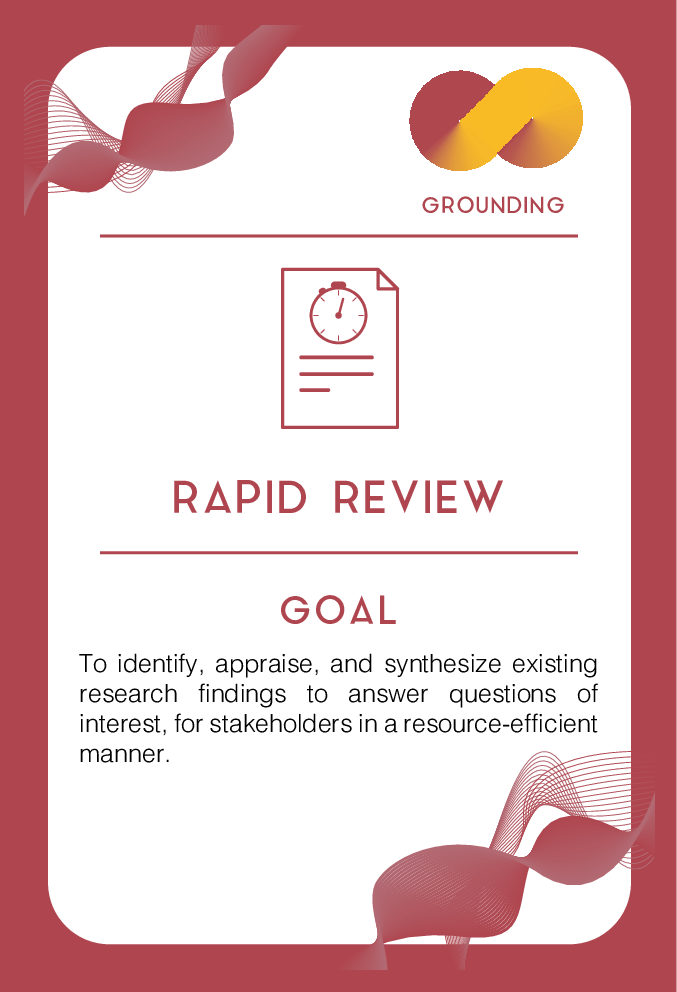 GROUNDING
RAPID REVIEW
GOAL
To identify, appraise, and synthesize existing
research findings to answer questions of
interest, for stakeholders in a resource-efficient
manner.